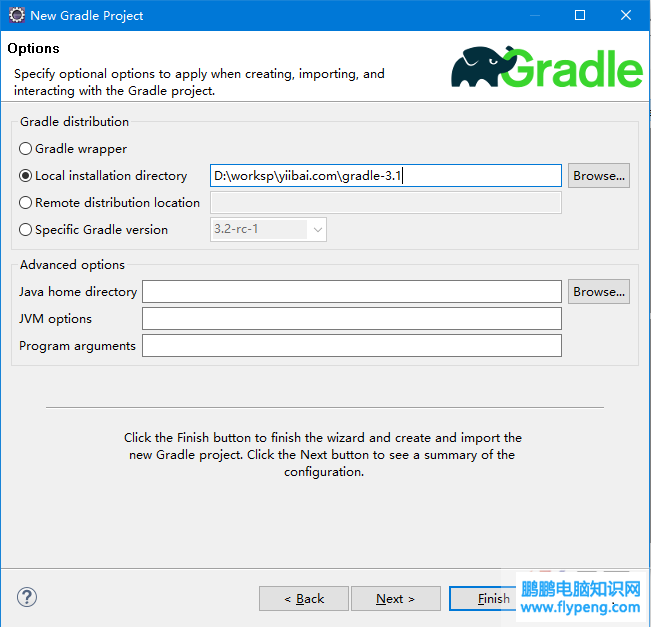 New Gradle Project
Options
Specify optional options to apply when creating, importing, and
interacting with the Gradle project.
Gradle
Gradle distribution
Gradle wrapper
Local installation directory D:\worksp\yiibai.com\gradle-3.1 Browse...
Remote distribution location
Specific Gradle version 3.2-rc-1
Advanced options
Java home directory Browse...
JVM options
Program arguments
Click the Finish button to finish the wizard and create and import the
new Gradle project. Click the Next button to see a summary of the
configuration.
? < Back Next > Finish
鹏鹏电脑知识网
www.flypeng.com